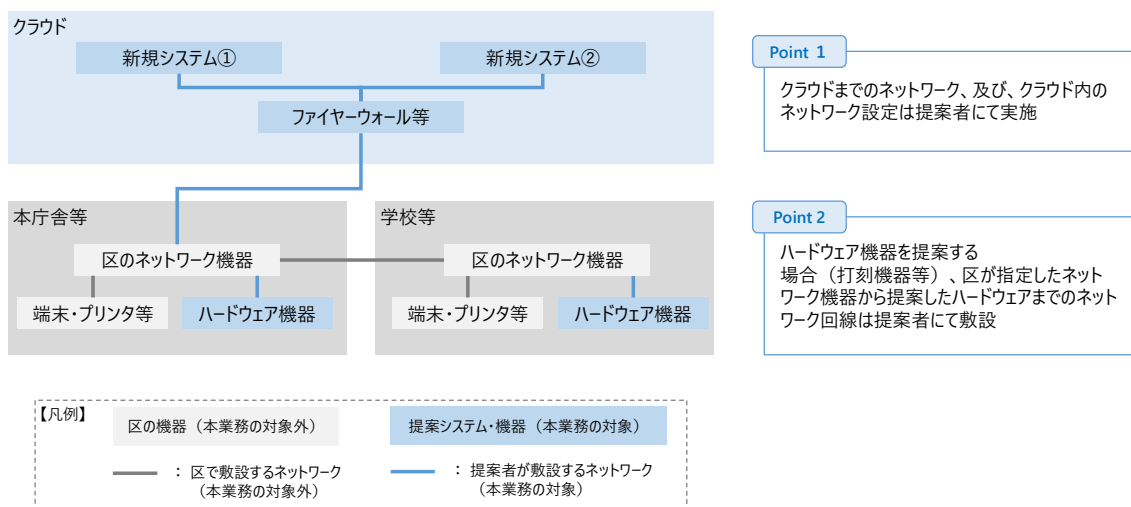 クラウド
新規システム①
新規システム②
ファイヤーウォール等
本庁舎等
区のネットワーク機器
端末・プリンタ等
ハードウェア機器
学校等
区のネットワーク機器
端末・プリンタ等
ハードウェア機器
Point 1
クラウドまでのネットワーク、及び、クラウド内の
ネットワーク設定は提案者にて実施
Point 2
ハードウェア機器を提案する
場合（打刻機器等）、区が指定したネット
ワーク機器から提案したハードウェアまでのネット
ワーク回線は提案者にて敷設
【凡例】
区の機器（本業務の対象外）
提案システム・機器（本業務の対象）
：区で敷設するネットワーク
（本業務の対象外）
：提案者が敷設するネットワーク
（本業務の対象）